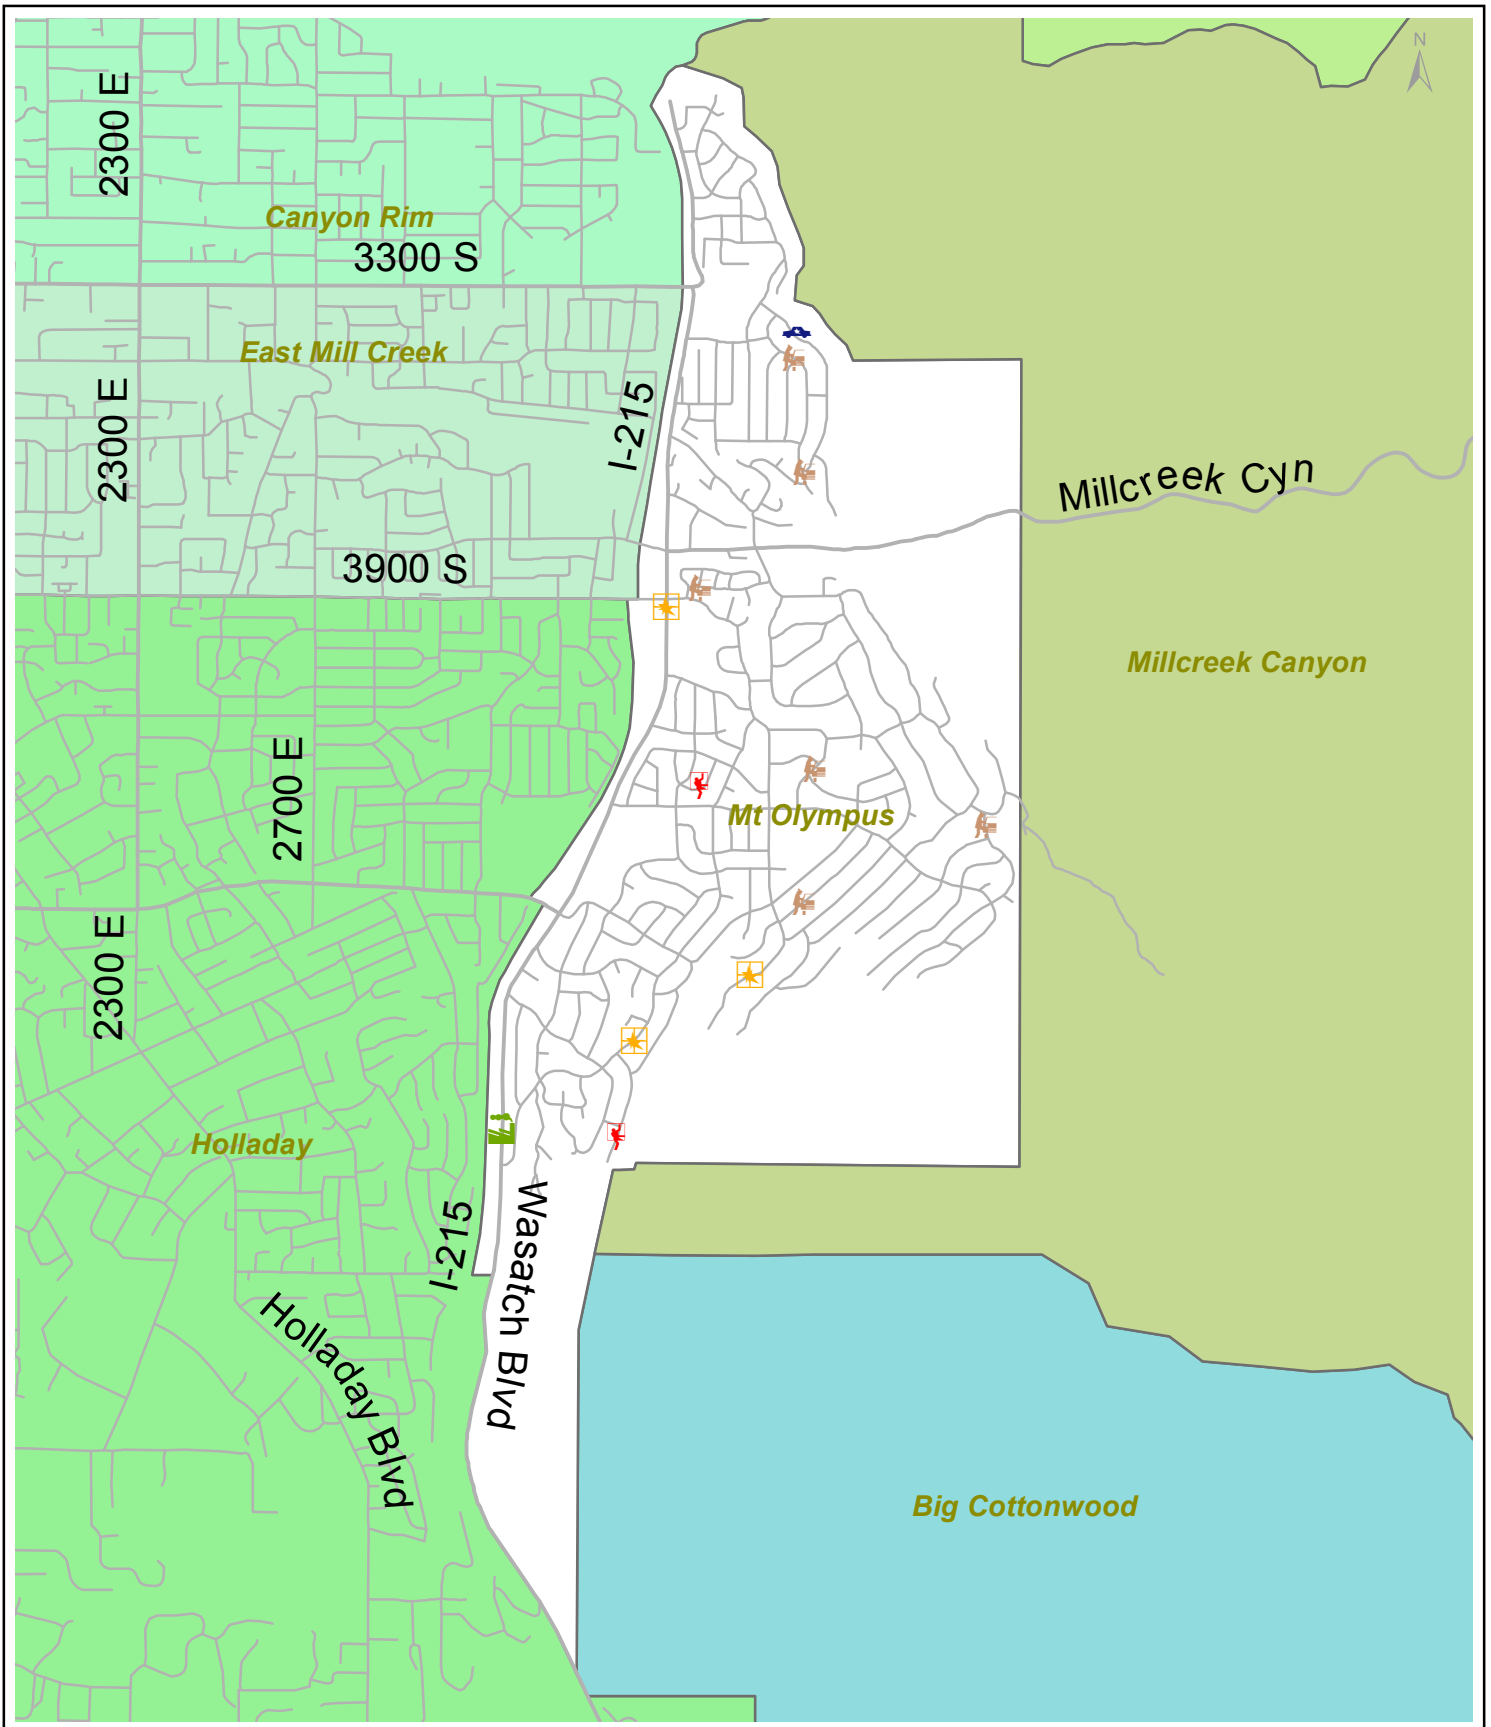 N
2300 E
Canyon Rim
3300 S
East Mill Creek
I-215
2300 E
Millcreek Cyn
3900 S
Millcreek Canyon
2700 E
Mt Olympus
2300 E
Holladay
I-215
Wasatch Blvd
Holladay Blvd
Big Cottonwood